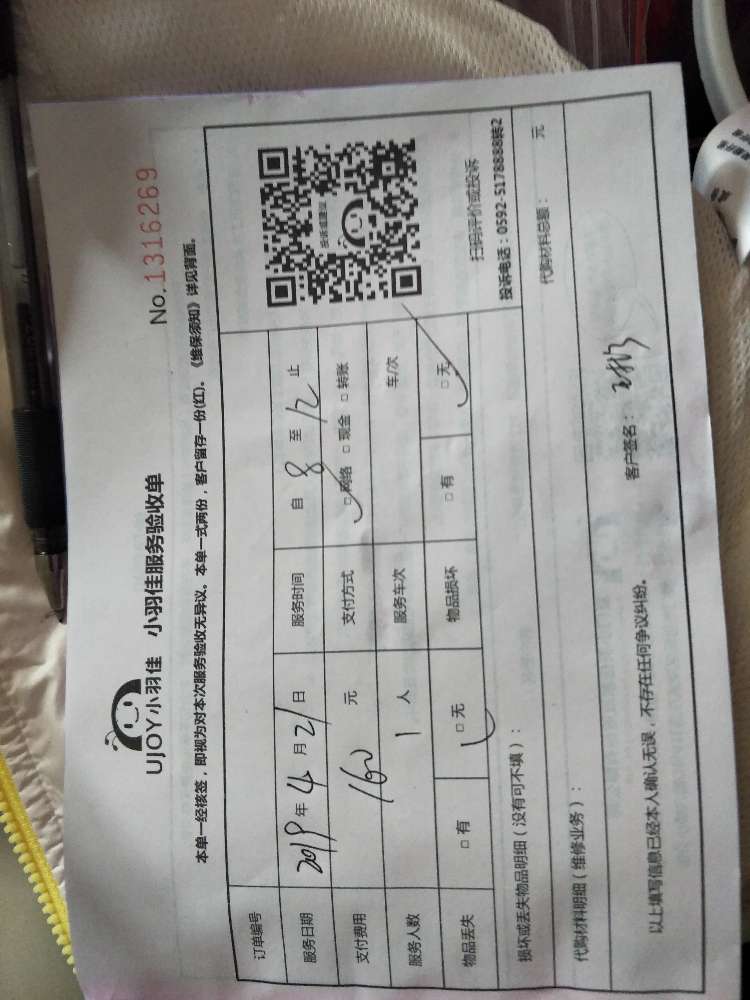 UJOY小羽佳 小羽佳服务验收单
No.1316269
本单一经核签，即视为对本次服务验收无异议。本单一式两份，客户留存一份(红)。《维保须知》详见背面。
订单编号
服务日期 2019年4月21日 服务时间 自 8 至 12 止
支付费用 160 元 支付方式 □网络 □现金 □转账
服务人数 1 人 服务车次 车/次
物品丢失 □有 □无 物品损坏 □有 □无
投诉或建议
扫码评价或投诉
投诉电话：0592-5178888转2
损坏或丢失物品明细（没有可不填）：
代购材料明细（维修业务）： 代购材料总额： 元
以上填写信息已经本人确认无误，不存在任何争议纠纷。 客户签名：